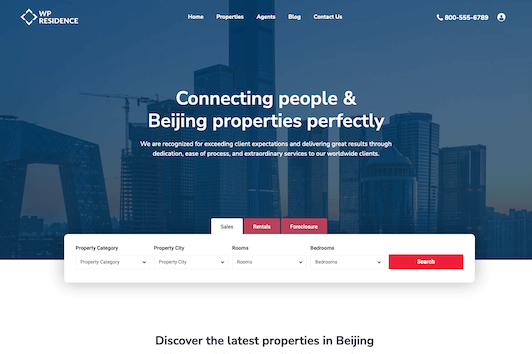 WP
RESIDENCE
Home Properties Agents Blog Contact
800-555-6789
Connecting people &
Beijing properties perfectly
We are recognized for exceeding client expectations and delivering great results through
dedication, ease of process, and extraordinary services to our worldwide clients.
Sales Rentals Foreclosure
Property Category Property City Rooms Bedrooms
Property Category Property City Rooms Bedrooms Search
Discover the latest properties in Beijing